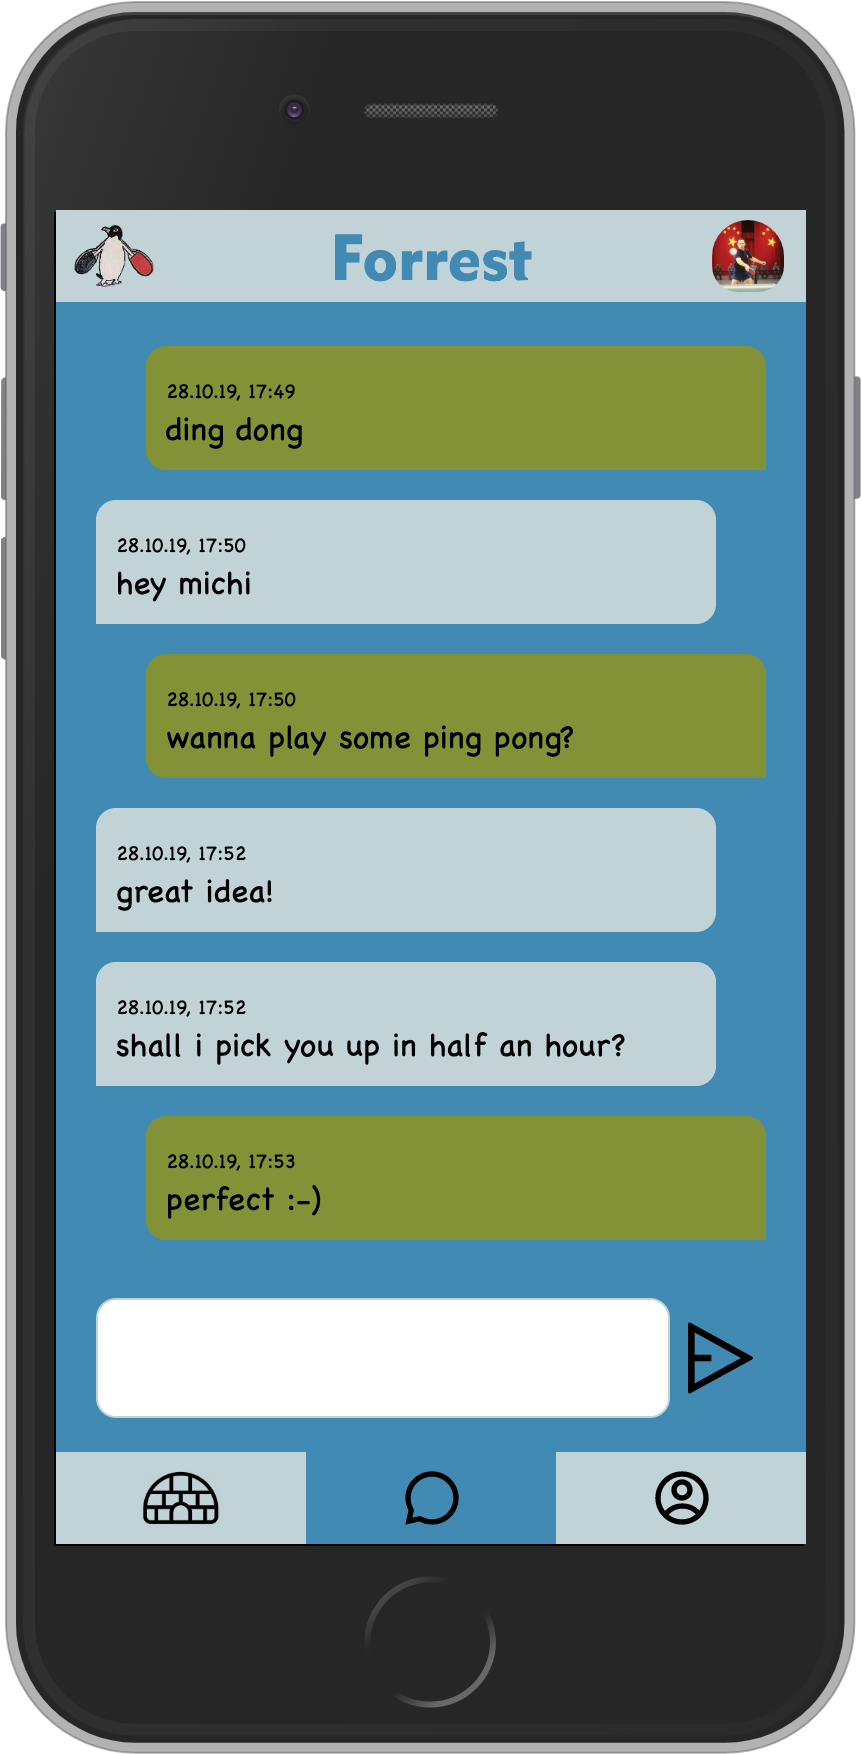 Forrest
28.10.19, 17:49
ding dong
28.10.19, 17:50
hey michi
28.10.19, 17:50
wanna play some ping pong?
28.10.19, 17:52
great idea!
28.10.19, 17:52
shall i pick you up in half an hour?
28.10.19, 17:53
perfect :-)